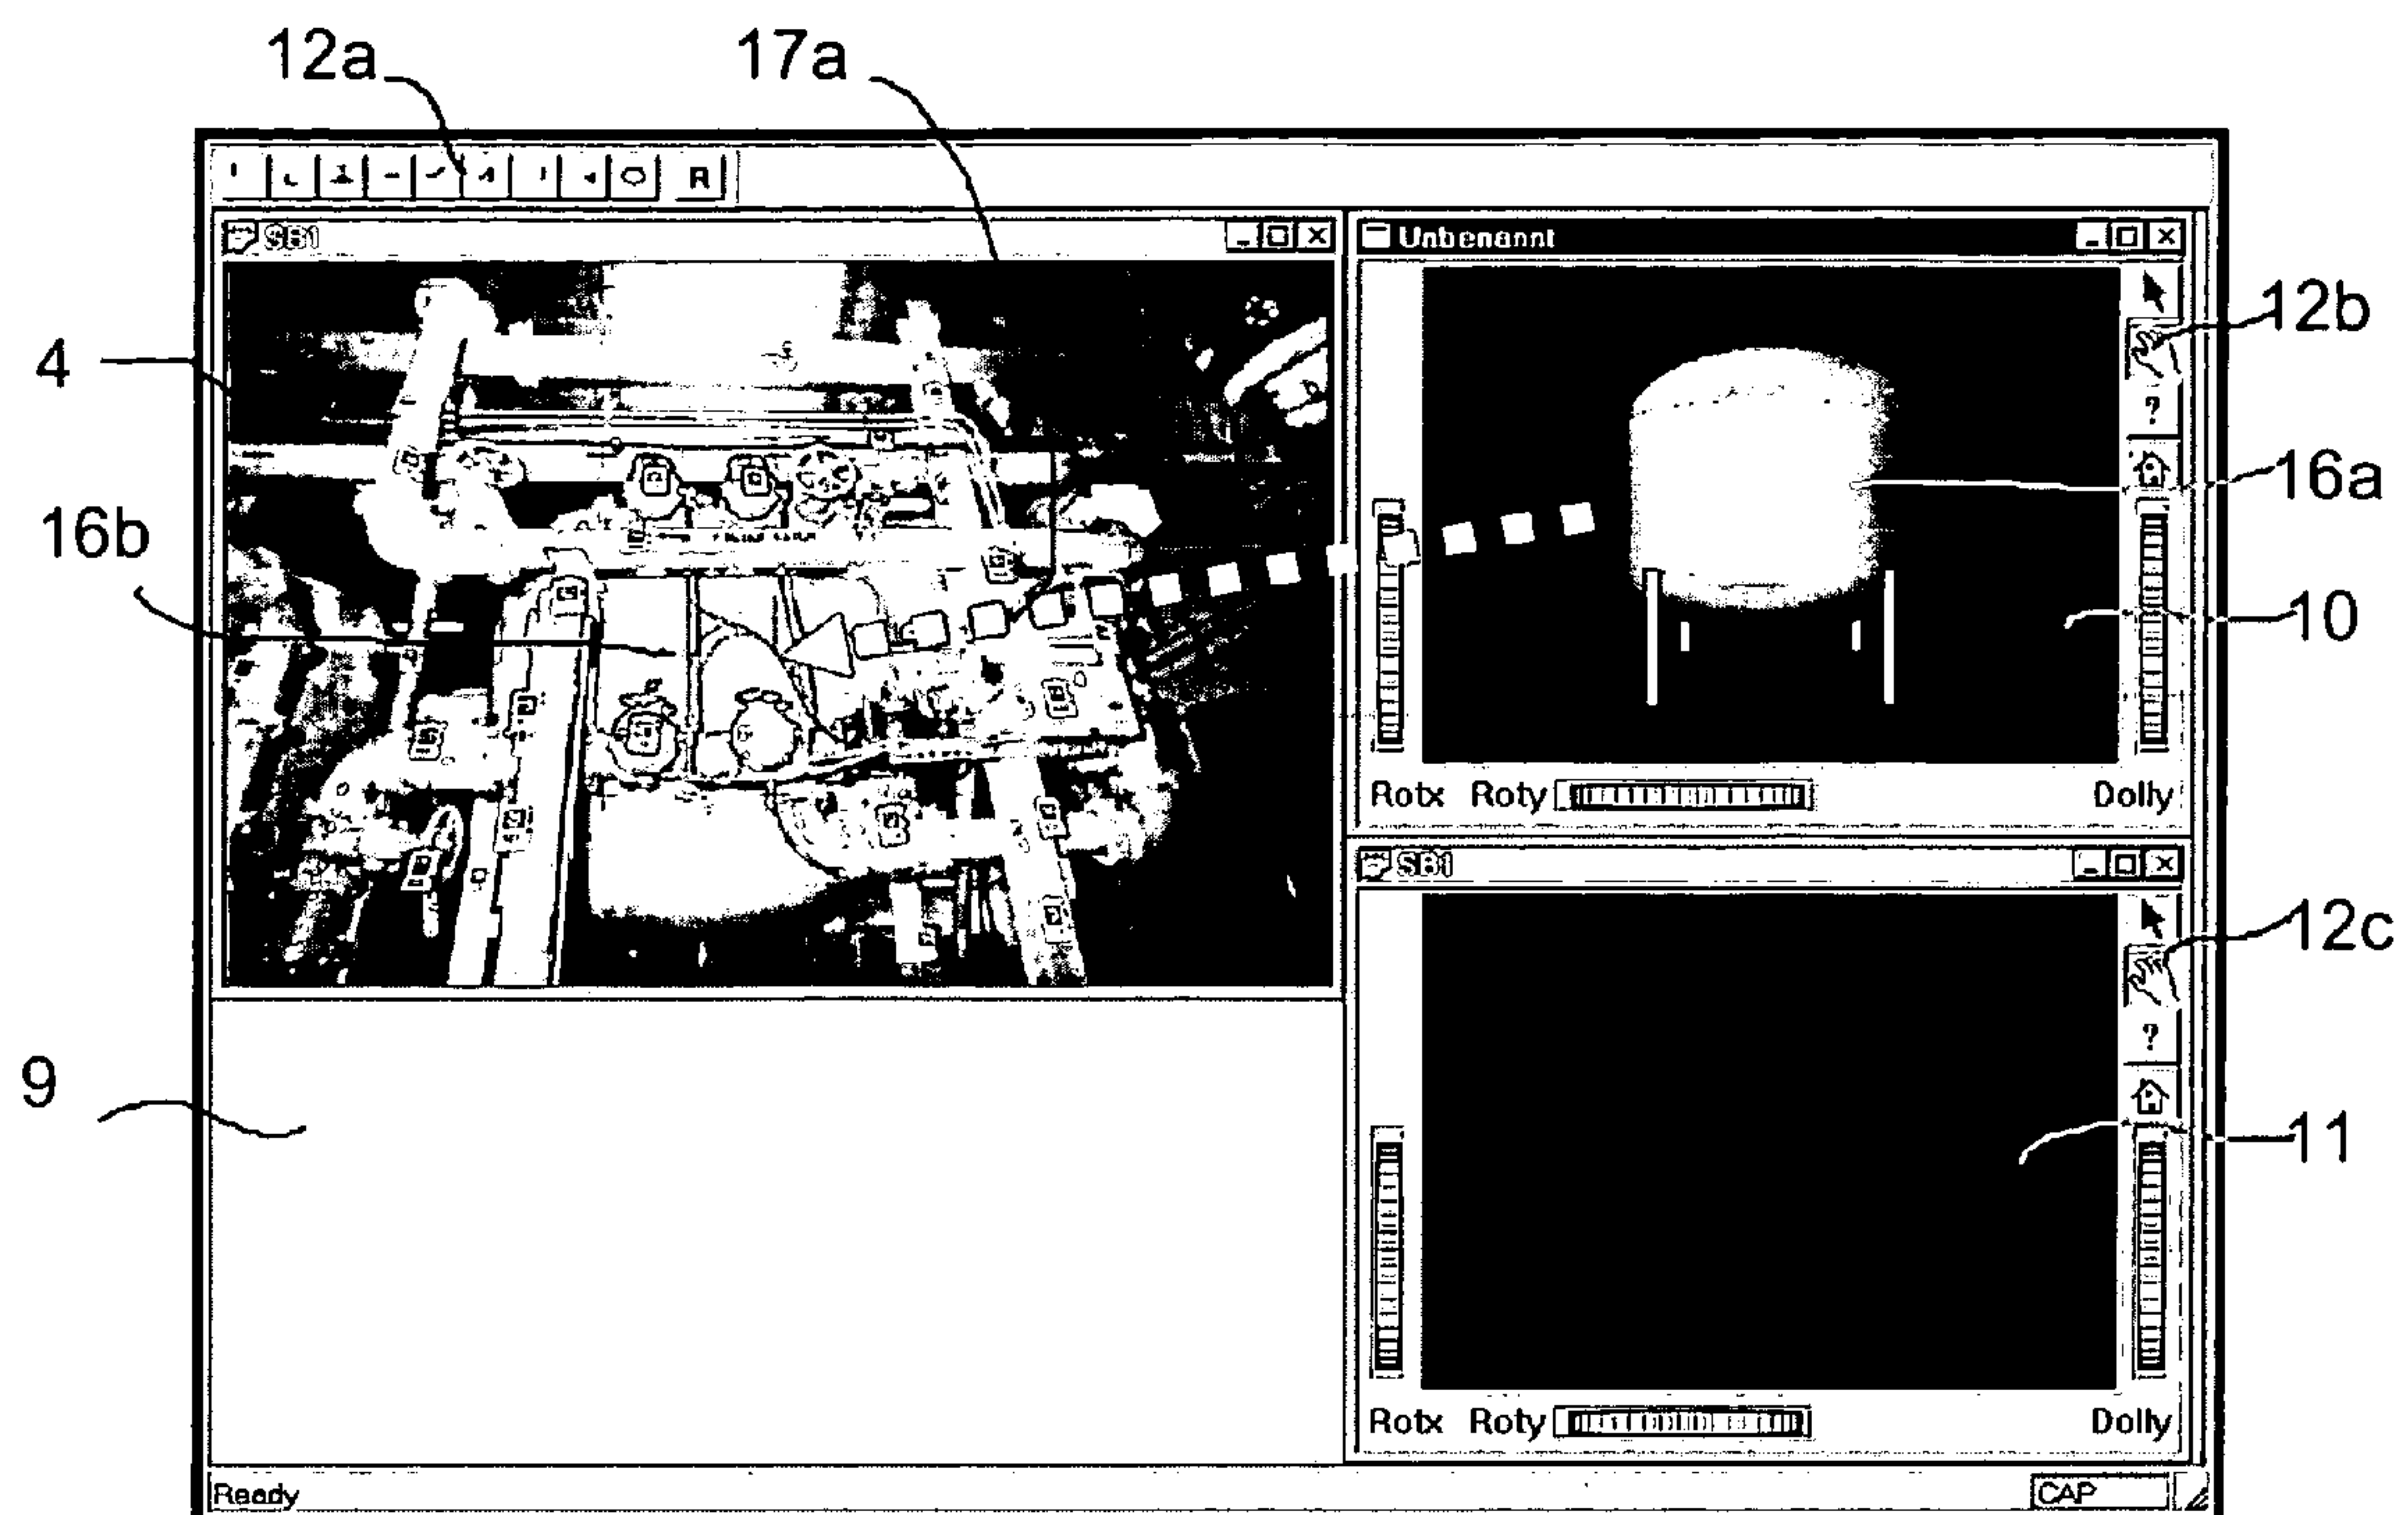 12a 17a
R
SB1
Unbenannt
4
12b
?
16a
16b
10
Rotx Roty Dolly
SB1
12c
?
9
11
Rotx Roty Dolly
Ready CAP